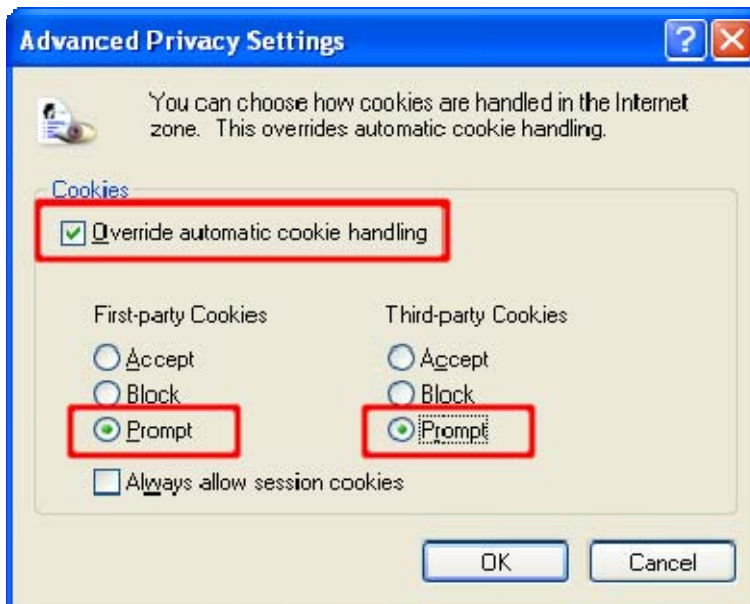 Advanced Privacy Settings
You can choose how cookies are handled in the Internet
zone. This overrides automatic cookie handling.
Cookies
Override automatic cookie handling
First-party Cookies Third-party Cookies
Accept Accept
Block Block
Prompt Prompt
Always allow session cookies
OK Cancel